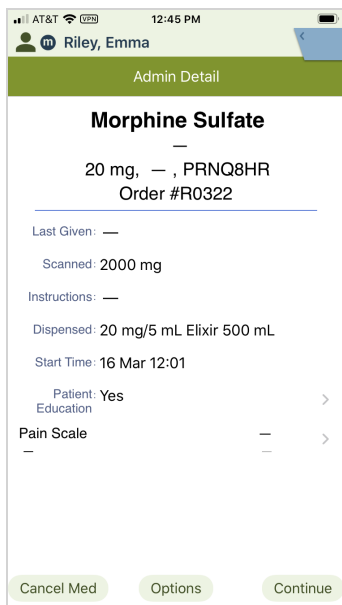 AT&T VPN 12:45 PM
m Riley, Emma
Admin Detail
Morphine Sulfate
—
20 mg, — , PRNQ8HR
Order #R0322
Last Given: —
Scanned: 2000 mg
Instructions: —
Dispensed: 20 mg/5 mL Elixir 500 mL
Start Time: 16 Mar 12:01
Patient Education: Yes
Pain Scale —
— —
Cancel Med Options Continue